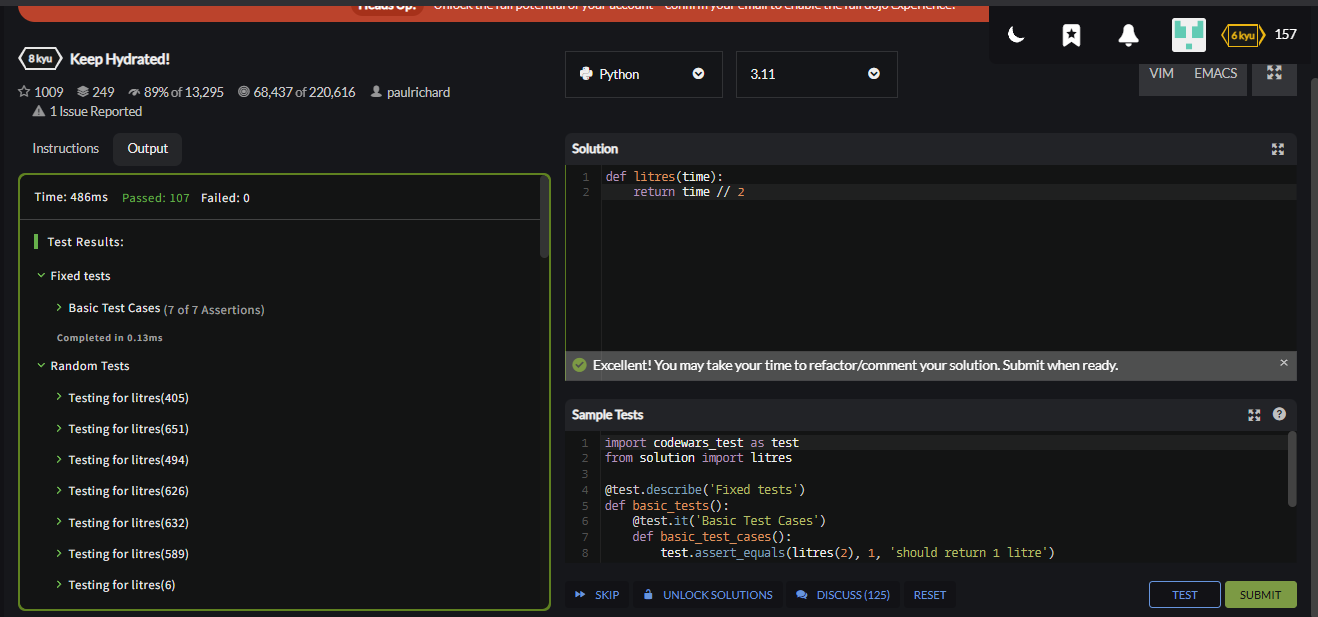 Heads Up! Unlock the full potential of your account - confirm your email to enable the full dojo experience.
6 kyu 157
8 kyu Keep Hydrated!
Python 3.11
VIM EMACS
1009 249 89% of 13,295 68,437 of 220,616 paulrichard
1 Issue Reported
Instructions Output
Time: 486ms Passed: 107 Failed: 0
Test Results:
Fixed tests
Basic Test Cases (7 of 7 Assertions)
Completed in 0.13ms
Random Tests
Testing for litres(405)
Testing for litres(651)
Testing for litres(494)
Testing for litres(626)
Testing for litres(632)
Testing for litres(589)
Testing for litres(6)
Solution
1 def litres(time):
2 return time // 2
Excellent! You may take your time to refactor/comment your solution. Submit when ready.
Sample Tests
1 import codewars_test as test
2 from solution import litres
3
4 @test.describe('Fixed tests')
5 def basic_tests():
6 @test.it('Basic Test Cases')
7 def basic_test_cases():
8 test.assert_equals(litres(2), 1, 'should return 1 litre')
SKIP UNLOCK SOLUTIONS DISCUSS (125) RESET TEST SUBMIT